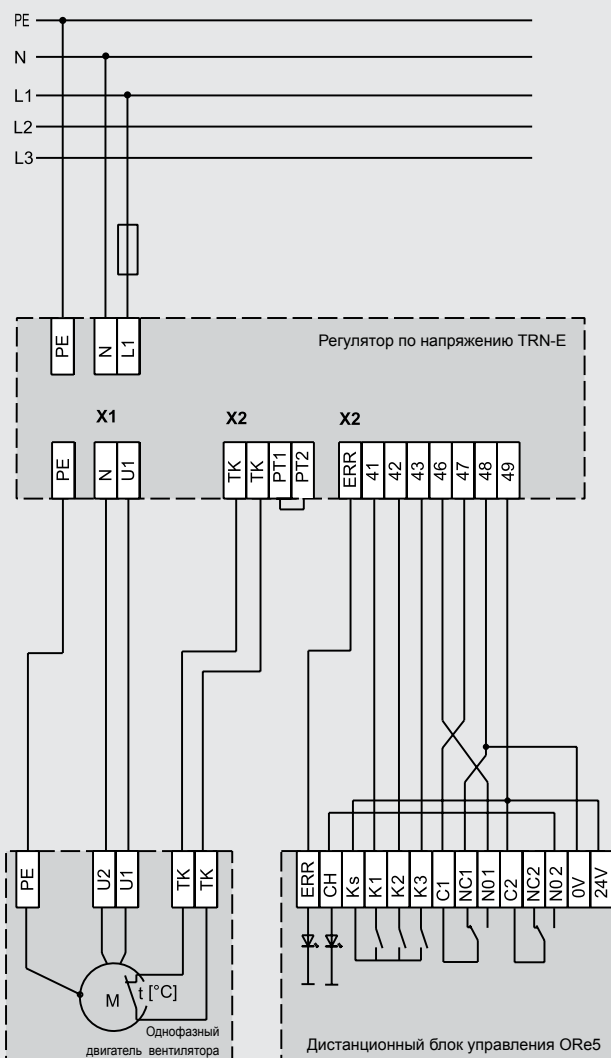 PE
N
L1
L2
L3
PE N L1
Регулятор по напряжению TRN-E
X1 X2 X2
PE N U1 TK TK PT1 PT2 ERR 41 42 43 46 47 48 49
PE U2 U1 TK TK ERR CH Ks K1 K2 K3 C1 NC1 N0 1 C2 NC2 N0 2 0V 24V
M t [°C]
Однофазный
двигатель вентилятора
Дистанционный блок управления ORe5